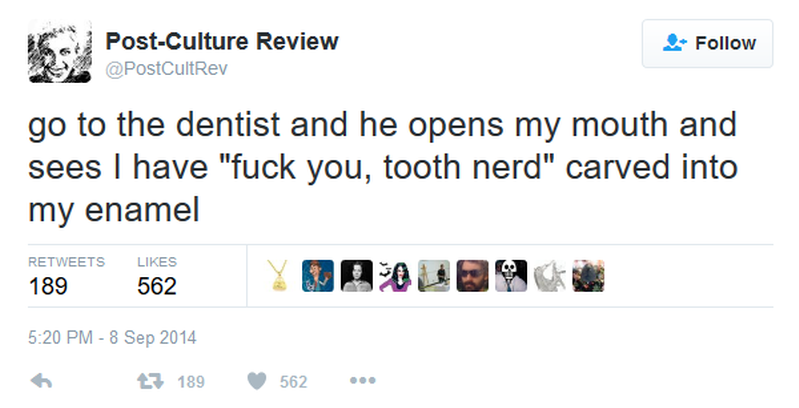 Post-Culture Review
@PostCultRev
Follow
go to the dentist and he opens my mouth and
sees I have "fuck you, tooth nerd" carved into
my enamel
RETWEETS LIKES
189 562
5:20 PM - 8 Sep 2014
189 562